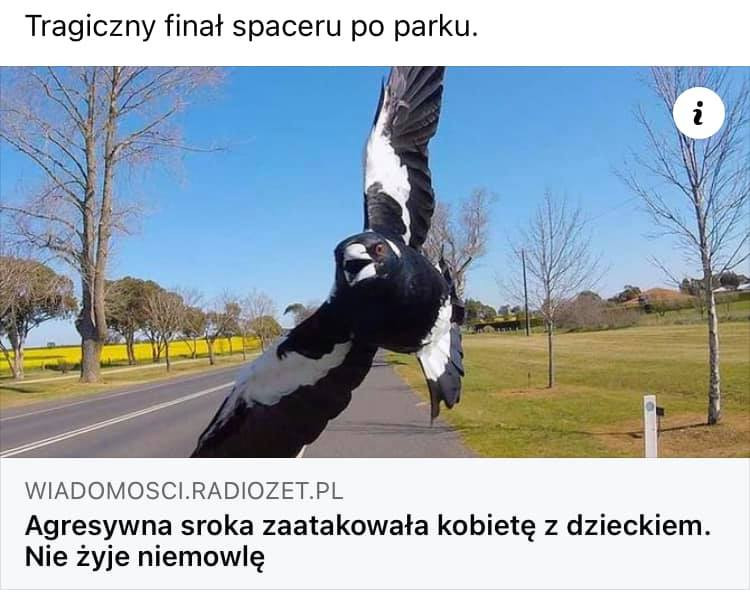 Tragiczny finał spaceru po parku.
i
WIADOMOSCI.RADIOZET.PL
Agresywna sroka zaatakowała kobietę z dzieckiem.
Nie żyje niemowlę